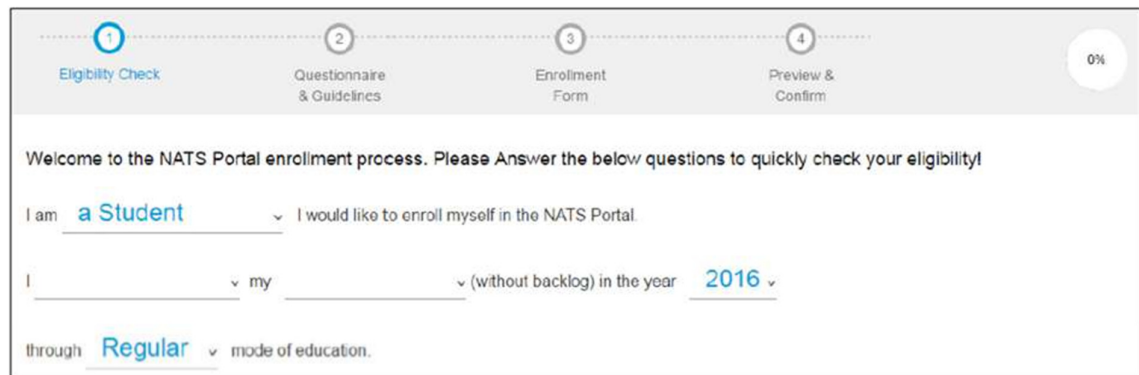 1 2 3 4 0%
Eligibility Check Questionnaire & Guidelines Enrollment Form Preview & Confirm
Welcome to the NATS Portal enrollment process. Please Answer the below questions to quickly check your eligibility!
I am a Student I would like to enroll myself in the NATS Portal.
I my (without backlog) in the year 2016
through Regular mode of education.